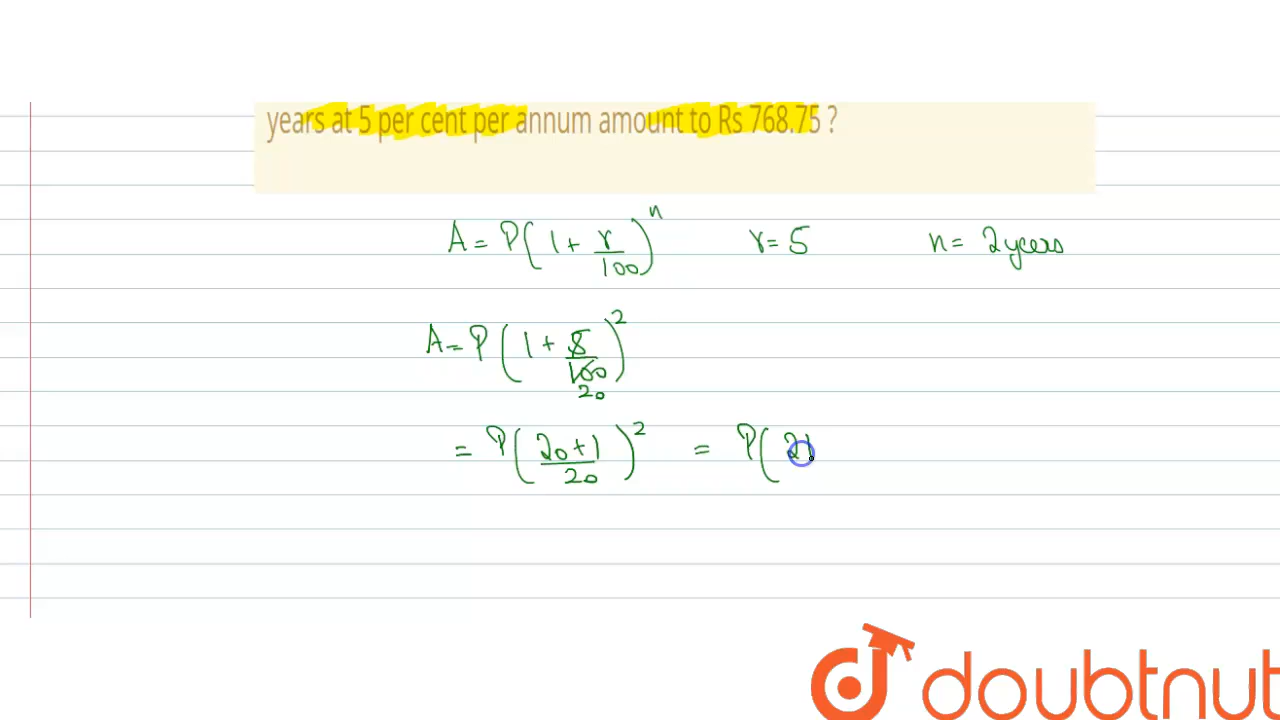 years at 5 per cent per annum amount to Rs 768.75 ?
A = P(1 + r/100)^n r = 5 n = 2 years
A = P(1 + 5/100)^2
20
= P(20+1/20)^2 = P(21
doubtnut